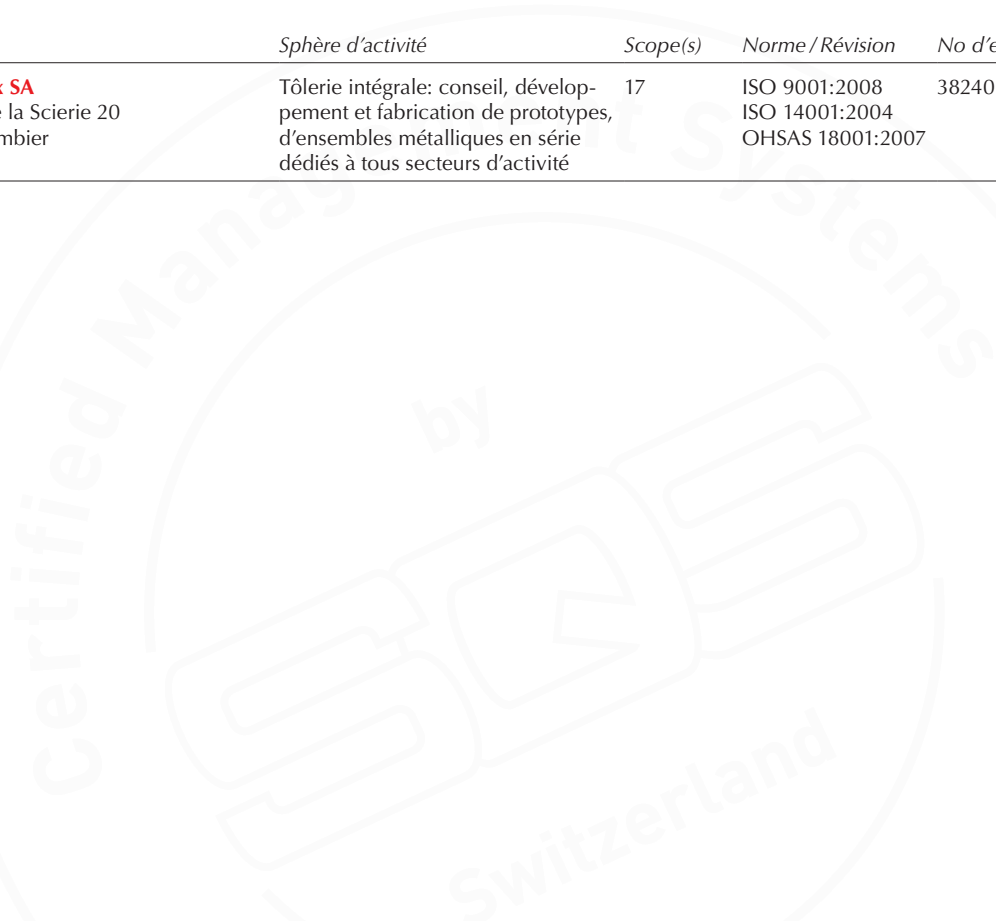 Sphère d'activité Scope(s) Norme / Révision No d'e
x SA Tôlerie intégrale: conseil, dévelop- 17 ISO 9001:2008 38240
e la Scierie 20 pement et fabrication de prototypes, ISO 14001:2004
mbier d'ensembles métalliques en série OHSAS 18001:2007
dédiés à tous secteurs d'activité
Certified Management Systems
by
SQS
Switzerland